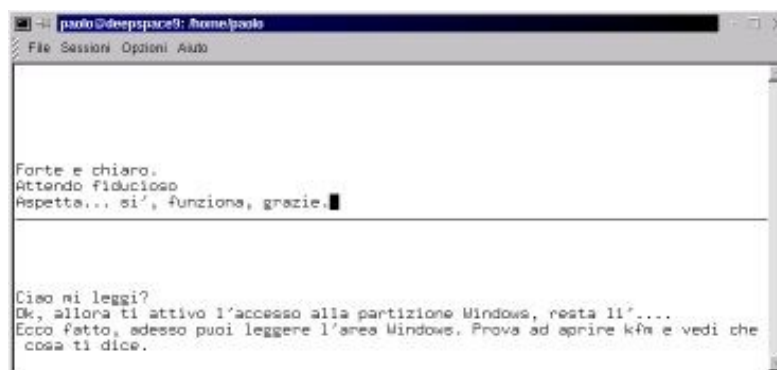 paolo@deepspace9: /home/paolo
File Sessioni Opzioni Aiuto
Forte e chiaro.
Attendo fiducioso
Aspetta... si', funziona, grazie.
Ciao mi leggi?
Ok, allora ti attivo l'accesso alla partizione Windows, resta li'....
Ecco fatto, adesso puoi leggere l'area Windows. Prova ad aprire kfm e vedi che
cosa ti dice.